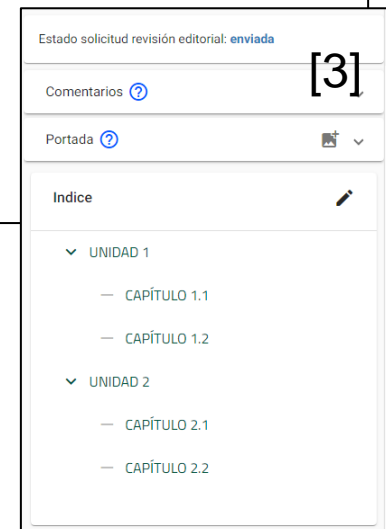 Estado solicitud revisión editorial: enviada
[3]
Comentarios ?
Portada ?
Indice
UNIDAD 1
CAPÍTULO 1.1
CAPÍTULO 1.2
UNIDAD 2
CAPÍTULO 2.1
CAPÍTULO 2.2